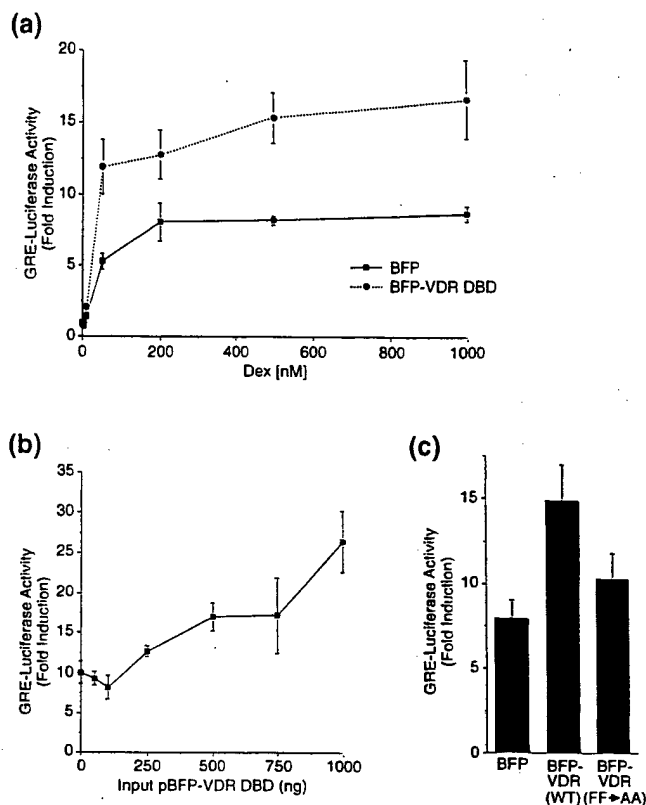 (a)
GRE-Luciferase Activity
(Fold Induction)
20
15
10
5
0
BFP
BFP-VDR DBD
0
200
400
600
800
1000
Dex [nM]
(b)
GRE-Luciferase Activity
(Fold Induction)
35
30
25
20
15
10
5
0
0
250
500
750
1000
Input pBFP-VDR DBD (ng)
(c)
GRE-Luciferase Activity
(Fold Induction)
15
10
5
0
BFP
BFP-
VDR
(WT)
BFP-
VDR
(FF➔AA)